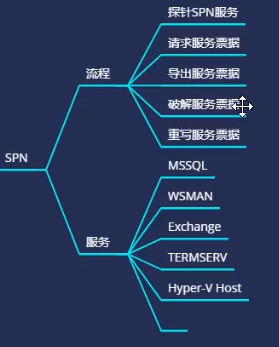 SPN
流程
探针SPN服务
请求服务票据
导出服务票据
破解服务票据
重写服务票据
服务
MSSQL
WSMAN
Exchange
TERMSERV
Hyper-V Host